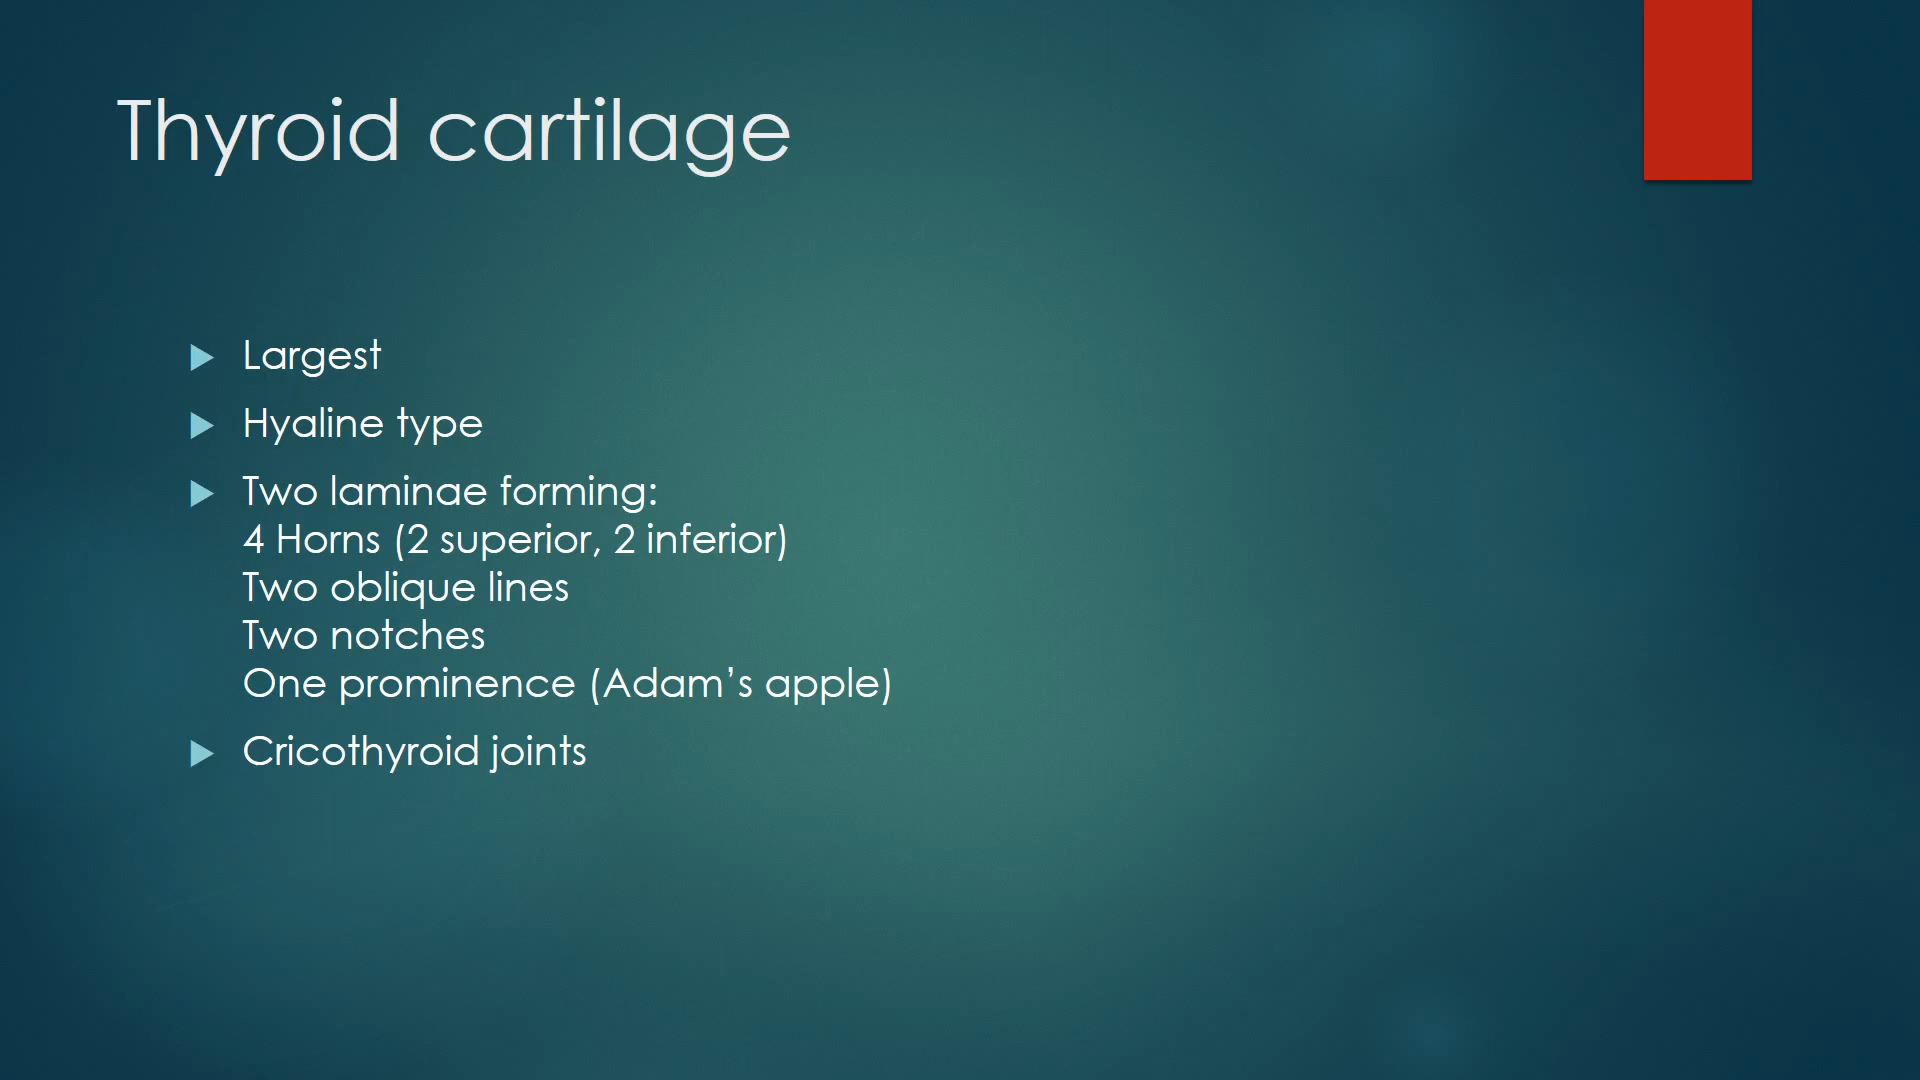 Thyroid cartilage
Largest
Hyaline type
Two laminae forming:
4 Horns (2 superior, 2 inferior)
Two oblique lines
Two notches
One prominence (Adam’s apple)
Cricothyroid joints